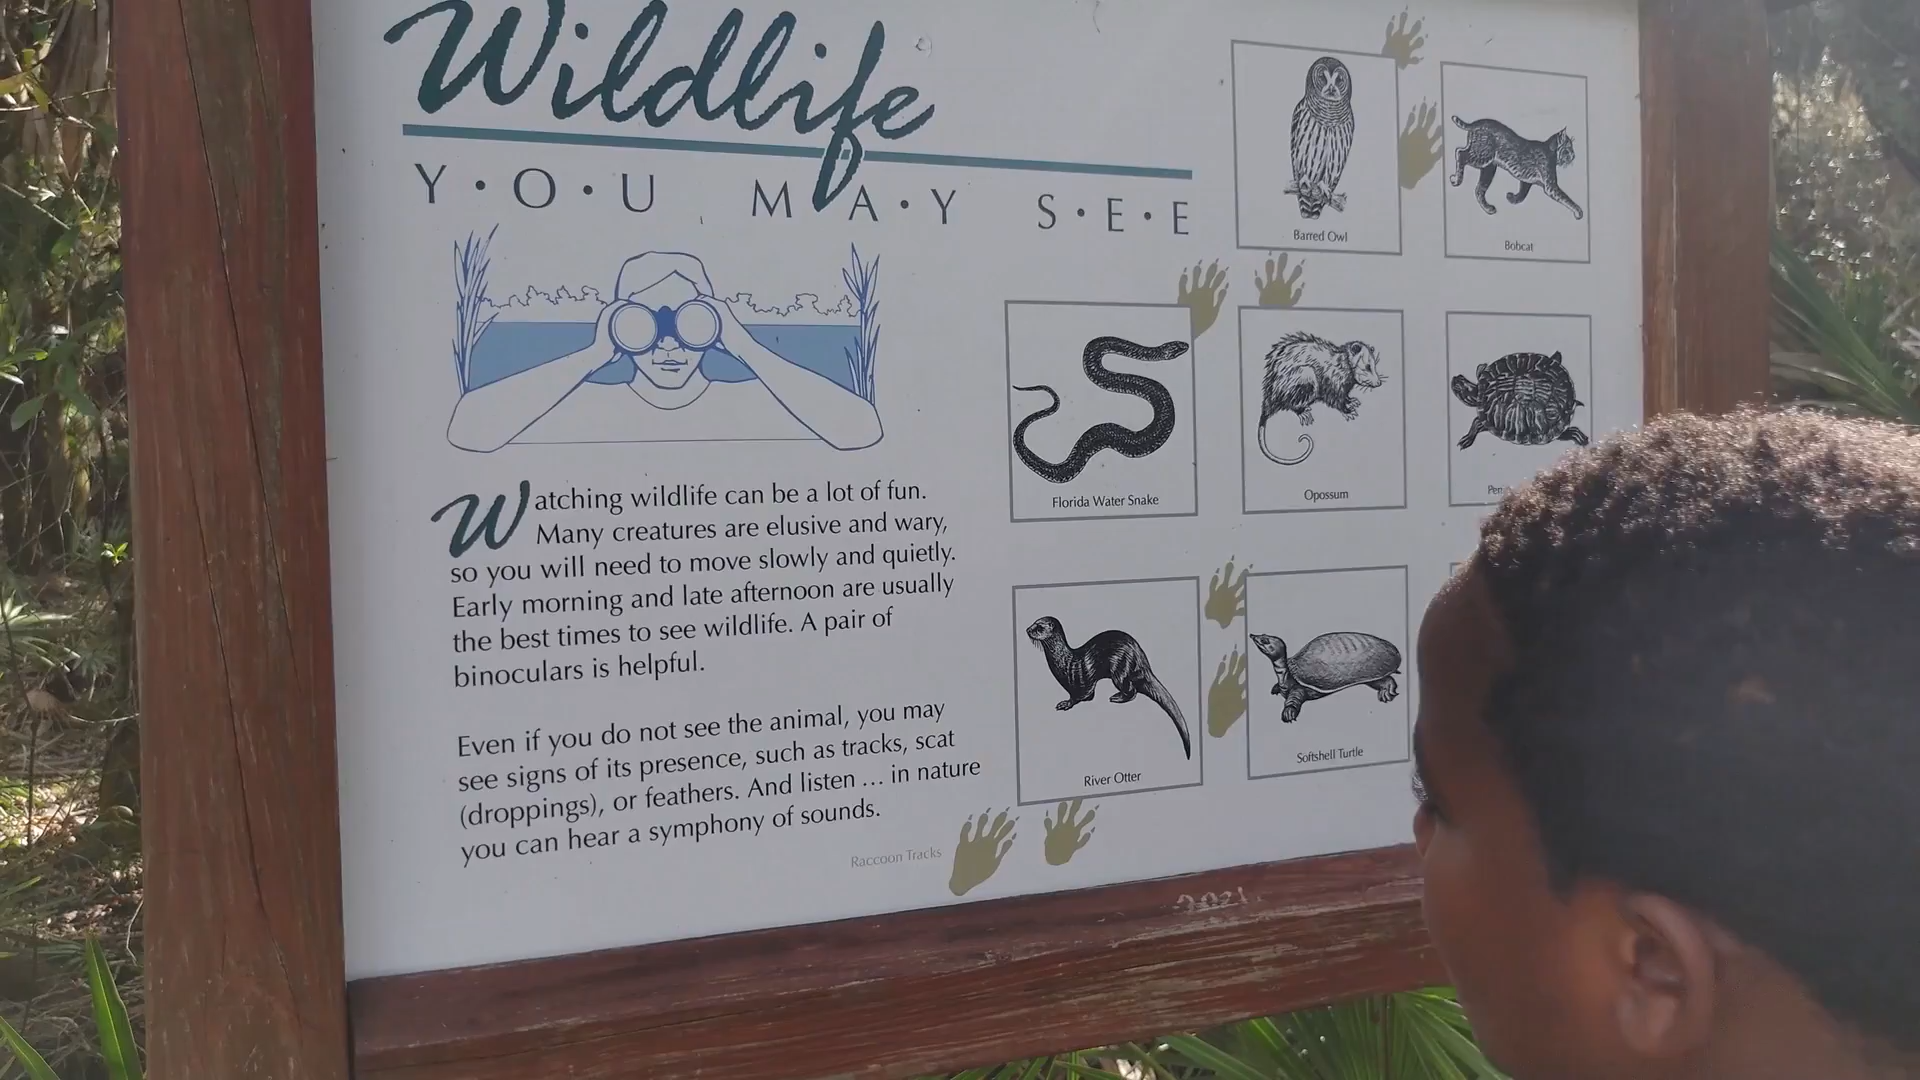 Wildlife
Y·O·U MAY SEE
Barred Owl
Bobcat
Florida Water Snake
Opossum
Watching wildlife can be a lot of fun.
Many creatures are elusive and wary,
so you will need to move slowly and quietly.
Early morning and late afternoon are usually
the best times to see wildlife. A pair of
binoculars is helpful.
Even if you do not see the animal, you may
see signs of its presence, such as tracks, scat
(droppings), or feathers. And listen ... in nature
you can hear a symphony of sounds.
River Otter
Softshell Turtle
Raccoon Tracks
2021